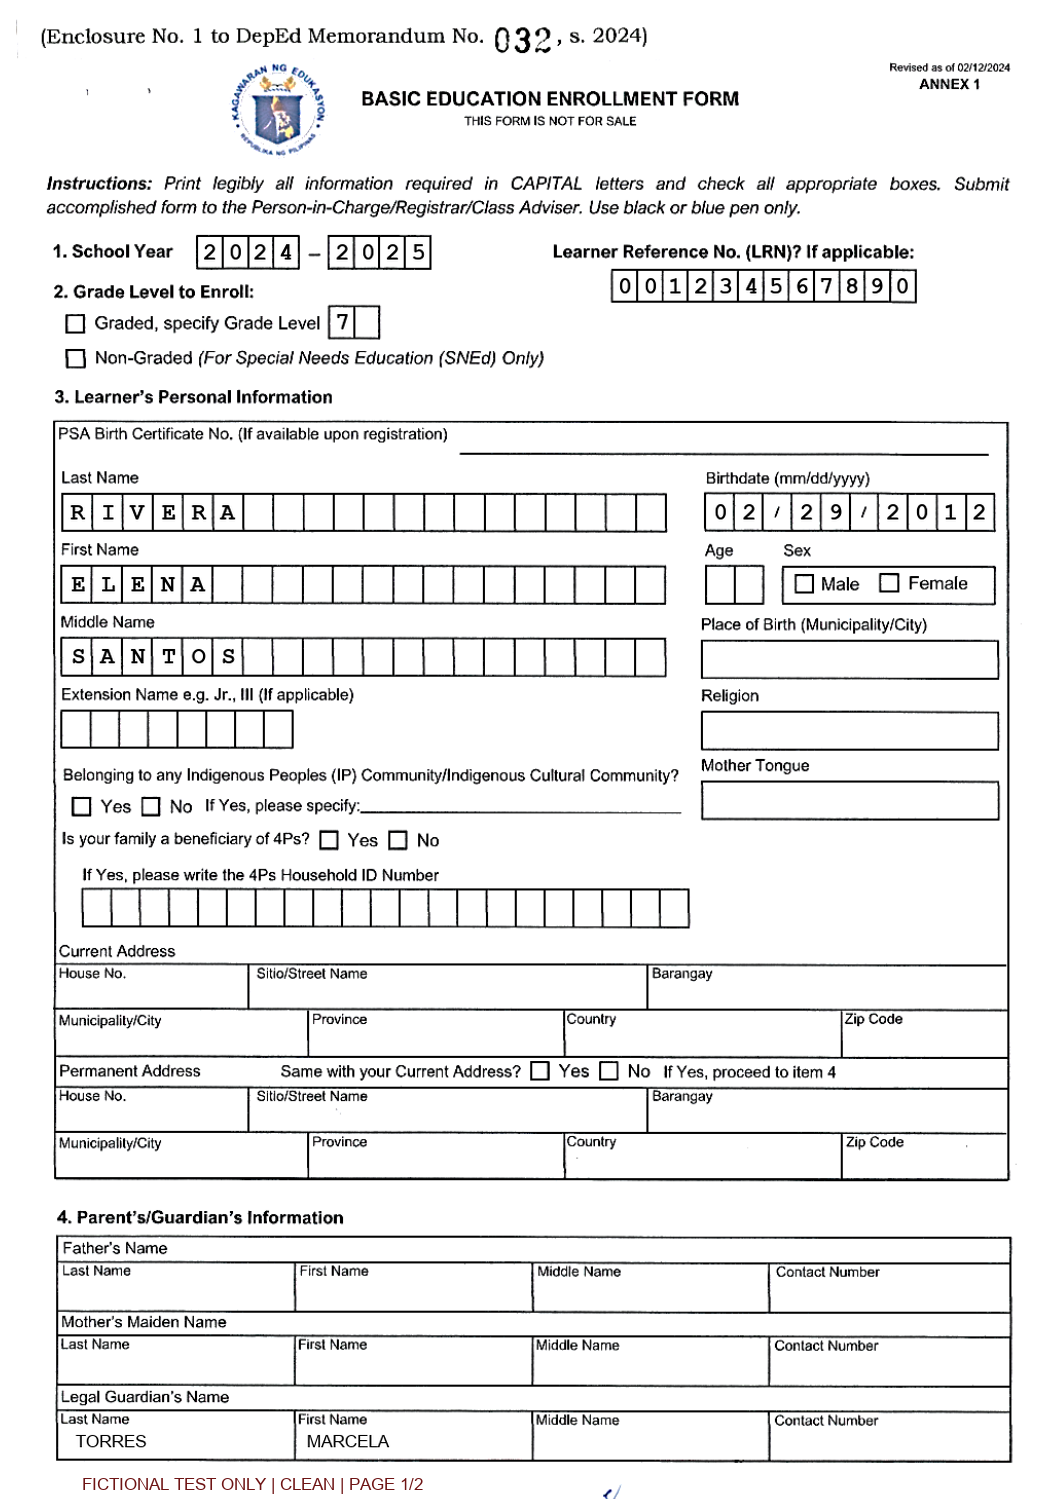 (Enclosure No. 1 to DepEd Memorandum No. 032, s. 2024)
Revised as of 02/12/2024
ANNEX 1
KAGAWARAN NG EDUKASYON
REPUBLIKA NG PILIPINAS
BASIC EDUCATION ENROLLMENT FORM
THIS FORM IS NOT FOR SALE
Instructions: Print legibly all information required in CAPITAL letters and check all appropriate boxes. Submit
accomplished form to the Person-in-Charge/Registrar/Class Adviser. Use black or blue pen only.
1. School Year 2024 – 2025
Learner Reference No. (LRN)? If applicable:
001234567890
2. Grade Level to Enroll:
Graded, specify Grade Level 7
Non-Graded (For Special Needs Education (SNEd) Only)
3. Learner's Personal Information
PSA Birth Certificate No. (If available upon registration)
Last Name
RIVERA
Birthdate (mm/dd/yyyy)
02/29/2012
First Name
ELENA
Age Sex
Male Female
Middle Name
SANTOS
Place of Birth (Municipality/City)
Extension Name e.g. Jr., III (If applicable)
Religion
Belonging to any Indigenous Peoples (IP) Community/Indigenous Cultural Community?
Mother Tongue
Yes No If Yes, please specify:
Is your family a beneficiary of 4Ps? Yes No
If Yes, please write the 4Ps Household ID Number
Current Address
House No. Sitio/Street Name Barangay
Municipality/City Province Country Zip Code
Permanent Address Same with your Current Address? Yes No If Yes, proceed to item 4
House No. Sitio/Street Name Barangay
Municipality/City Province Country Zip Code
4. Parent's/Guardian's Information
Father's Name
Last Name First Name Middle Name Contact Number
Mother's Maiden Name
Last Name First Name Middle Name Contact Number
Legal Guardian's Name
Last Name First Name Middle Name Contact Number
TORRES MARCELA
FICTIONAL TEST ONLY | CLEAN | PAGE 1/2